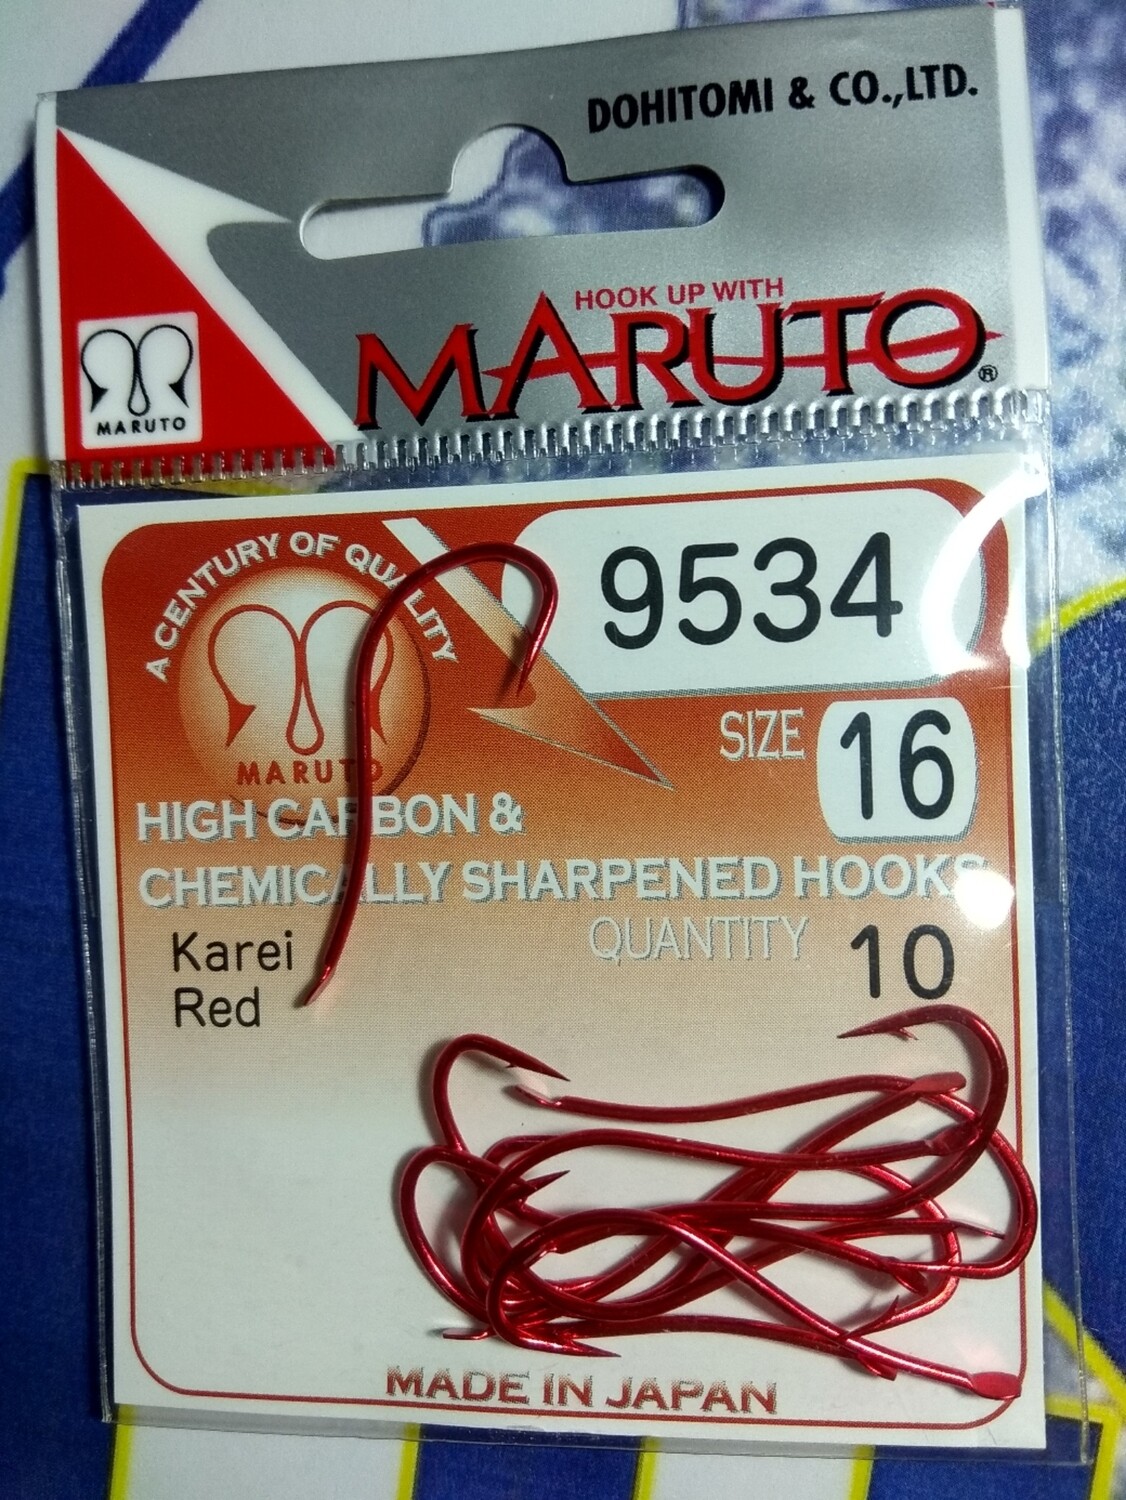 DOHITOMI & CO.,LTD.
HOOK UP WITH
MARUTO®
MARUTO
A CENTURY OF QUALITY
9534
MARUTO
SIZE 16
HIGH CARBON &
CHEMICALLY SHARPENED HOOKS
QUANTITY 10
Karei
Red
MADE IN JAPAN